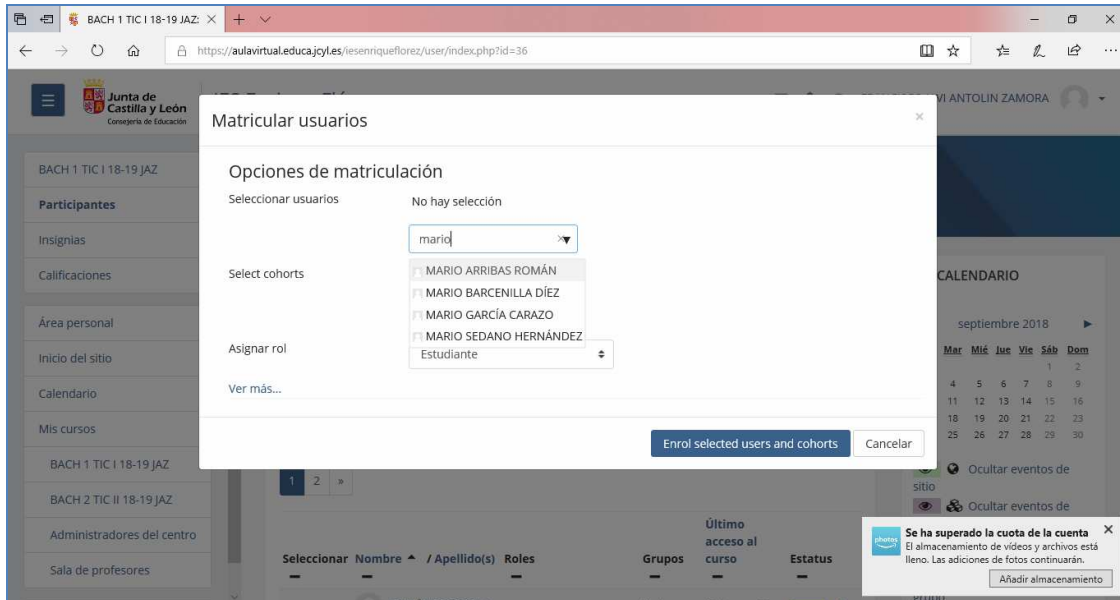 BACH 1 TIC I 18-19 JAZ:
https://aulavirtual.educa.jcyl.es/iesenriqueflorez/user/index.php?id=36
Junta de
Castilla y León
Consejería de Educación
VI ANTOLIN ZAMORA
Matricular usuarios
Opciones de matriculación
Seleccionar usuarios
No hay selección
mario
MARIO ARRIBAS ROMÁN
MARIO BARCENILLA DÍEZ
MARIO GARCÍA CARAZO
MARIO SEDANO HERNÁNDEZ
Select cohorts
Asignar rol
Estudiante
Ver más...
Enrol selected users and cohorts
Cancelar
BACH 1 TIC I 18-19 JAZ
Participantes
Insignias
Calificaciones
Área personal
Inicio del sitio
Calendario
Mis cursos
BACH 1 TIC I 18-19 JAZ
BACH 2 TIC II 18-19 JAZ
Administradores del centro
Sala de profesores
1 2 »
Seleccionar Nombre / Apellido(s) Roles Grupos Último acceso al curso Estatus
CALENDARIO
septiembre 2018 ►
Mar Mié Jue Vie Sáb Dom
1 2
4 5 6 7 8 9
11 12 13 14 15 16
18 19 20 21 22 23
25 26 27 28 29 30
Ocultar eventos de
sitio
Ocultar eventos de
photos
Se ha superado la cuota de la cuenta
El almacenamiento de vídeos y archivos está
lleno. Las adiciones de fotos continuarán.
Añadir almacenamiento